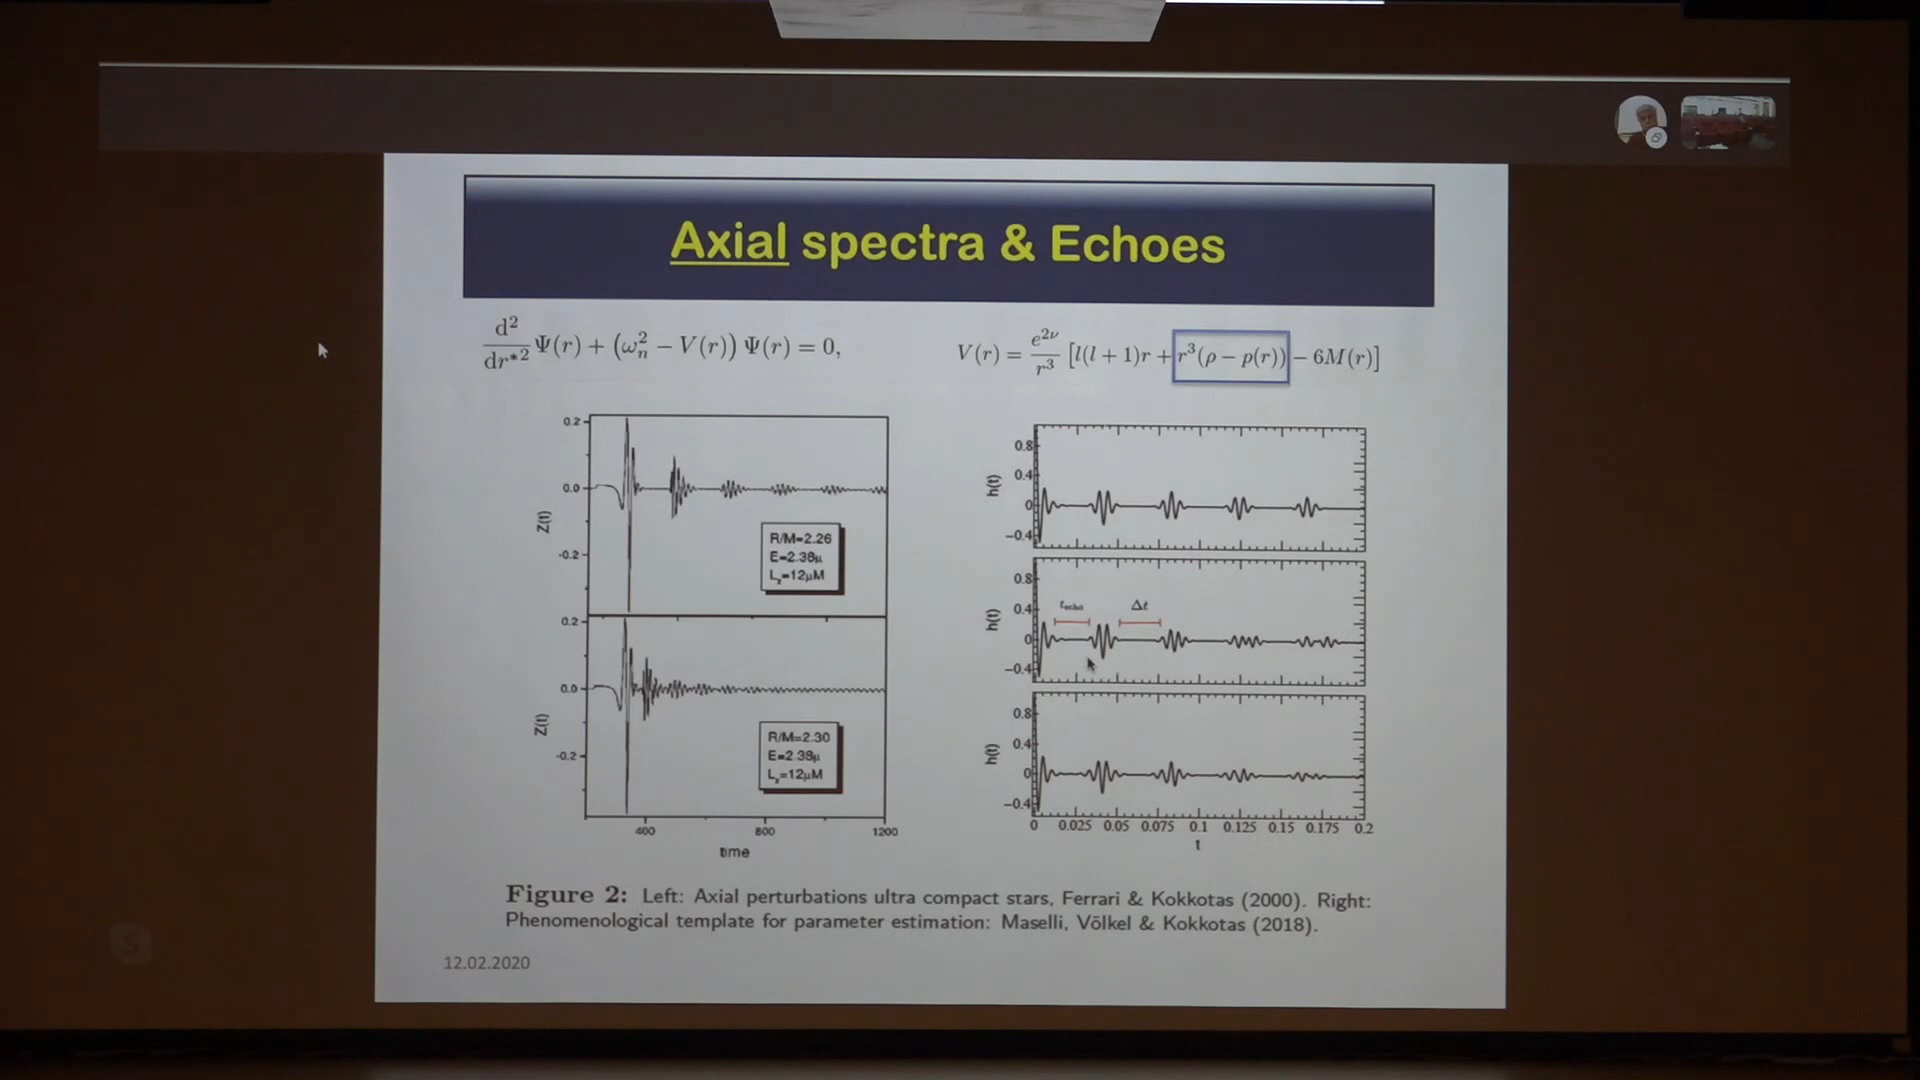 Axial spectra & Echoes
d²/dr*² Ψ(r) + (ωₙ² − V(r)) Ψ(r) = 0,
V(r) = e^{2ν}/r³ [l(l + 1)r + r³(ρ − p(r)) − 6M(r)]
0.2
0.0
-0.2
Z(t)
R/M=2.26
E=2.38μ
L_z=12μM
0.2
0.0
-0.2
Z(t)
R/M=2.30
E=2.38μ
L_z=12μM
400 800 1200
time
0.8
0.4
0
−0.4
h(t)
0.8
0.4
0
−0.4
h(t)
t_echo Δt
0.8
0.4
0
−0.4
h(t)
0 0.025 0.05 0.075 0.1 0.125 0.15 0.175 0.2
t
Figure 2: Left: Axial perturbations ultra compact stars, Ferrari & Kokkotas (2000). Right:
Phenomenological template for parameter estimation: Maselli, Völkel & Kokkotas (2018).
12.02.2020
S